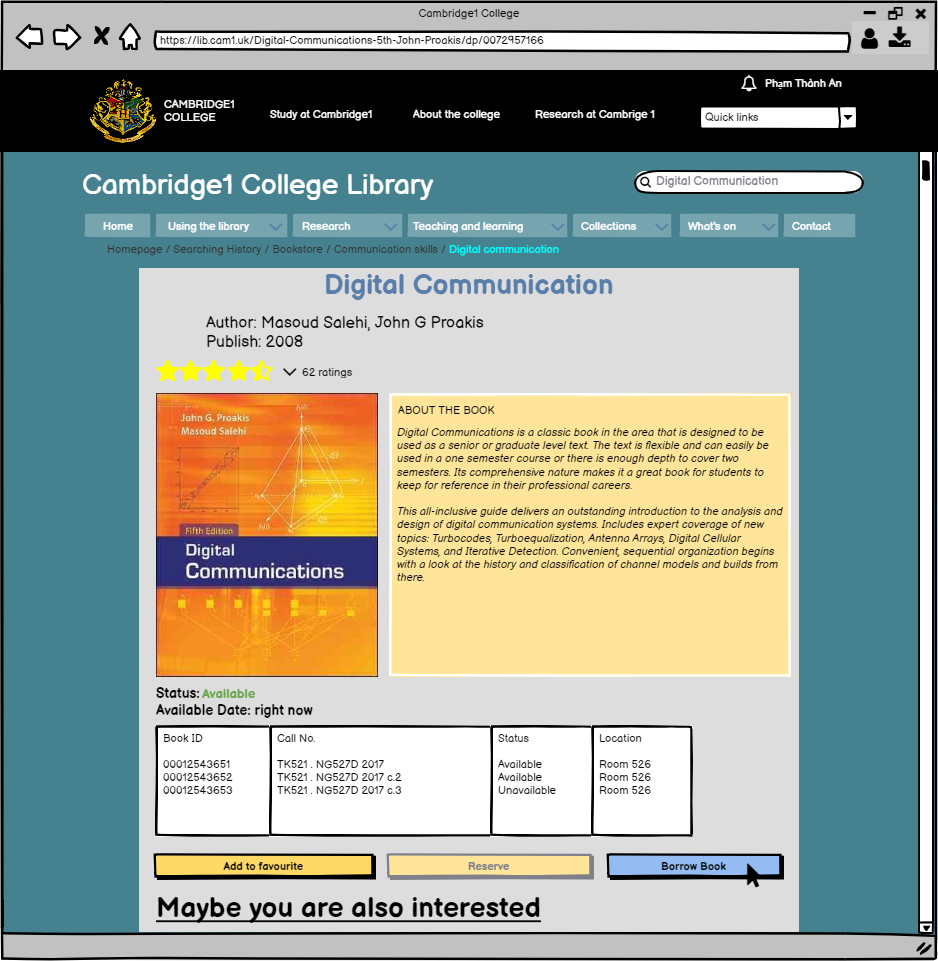 Cambridge1 College
https://lib.cam1.uk/Digital-Communications-5th-John-Proakis/dp/0072957166
Phạm Thành An
CAMBRIDGE1
COLLEGE
Study at Cambridge1
About the college
Research at Cambrige 1
Quick links
Cambridge1 College Library
Digital Communication
Home
Using the library
Research
Teaching and learning
Collections
What's on
Contact
Homepage / Searching History / Bookstore / Communication skills / Digital communication
Digital Communication
Author: Masoud Salehi, John G Proakis
Publish: 2008
62 ratings
John G. Proakis
Masoud Salehi
Fifth Edition
Digital
Communications
ABOUT THE BOOK
Digital Communications is a classic book in the area that is designed to be
used as a senior or graduate level text. The text is flexible and can easily be
used in a one semester course or there is enough depth to cover two
semesters. Its comprehensive nature makes it a great book for students to
keep for reference in their professional careers.
This all-inclusive guide delivers an outstanding introduction to the analysis and
design of digital communication systems. Includes expert coverage of new
topics: Turbocodes, Turboequalization, Antenna Arrays, Digital Cellular
Systems, and Iterative Detection. Convenient, sequential organization begins
with a look at the history and classification of channel models and builds from
there.
Status: Available
Available Date: right now
Book ID Call No. Status Location
00012543651 TK521 . NG527D 2017 Available Room 526
00012543652 TK521 . NG527D 2017 c.2 Available Room 526
00012543653 TK521 . NG527D 2017 c.3 Unavailable Room 526
Add to favourite
Reserve
Borrow Book
Maybe you are also interested